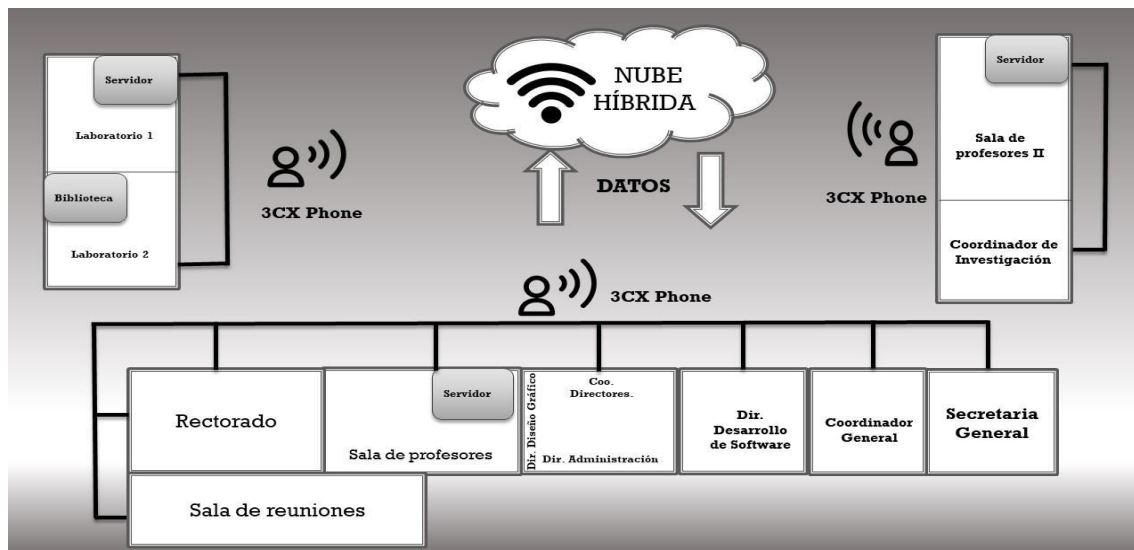 Servidor
Laboratorio 1
Biblioteca
Laboratorio 2
3CX Phone
NUBE
HÍBRIDA
DATOS
3CX Phone
Servidor
Sala de
profesores II
Coordinador de
Investigación
3CX Phone
Rectorado
Servidor
Sala de profesores
Dir. Diseño Gráfico
Coo.
Directores.
Dir. Administración
Dir.
Desarrollo
de Software
Coordinador
General
Secretaria
General
Sala de reuniones